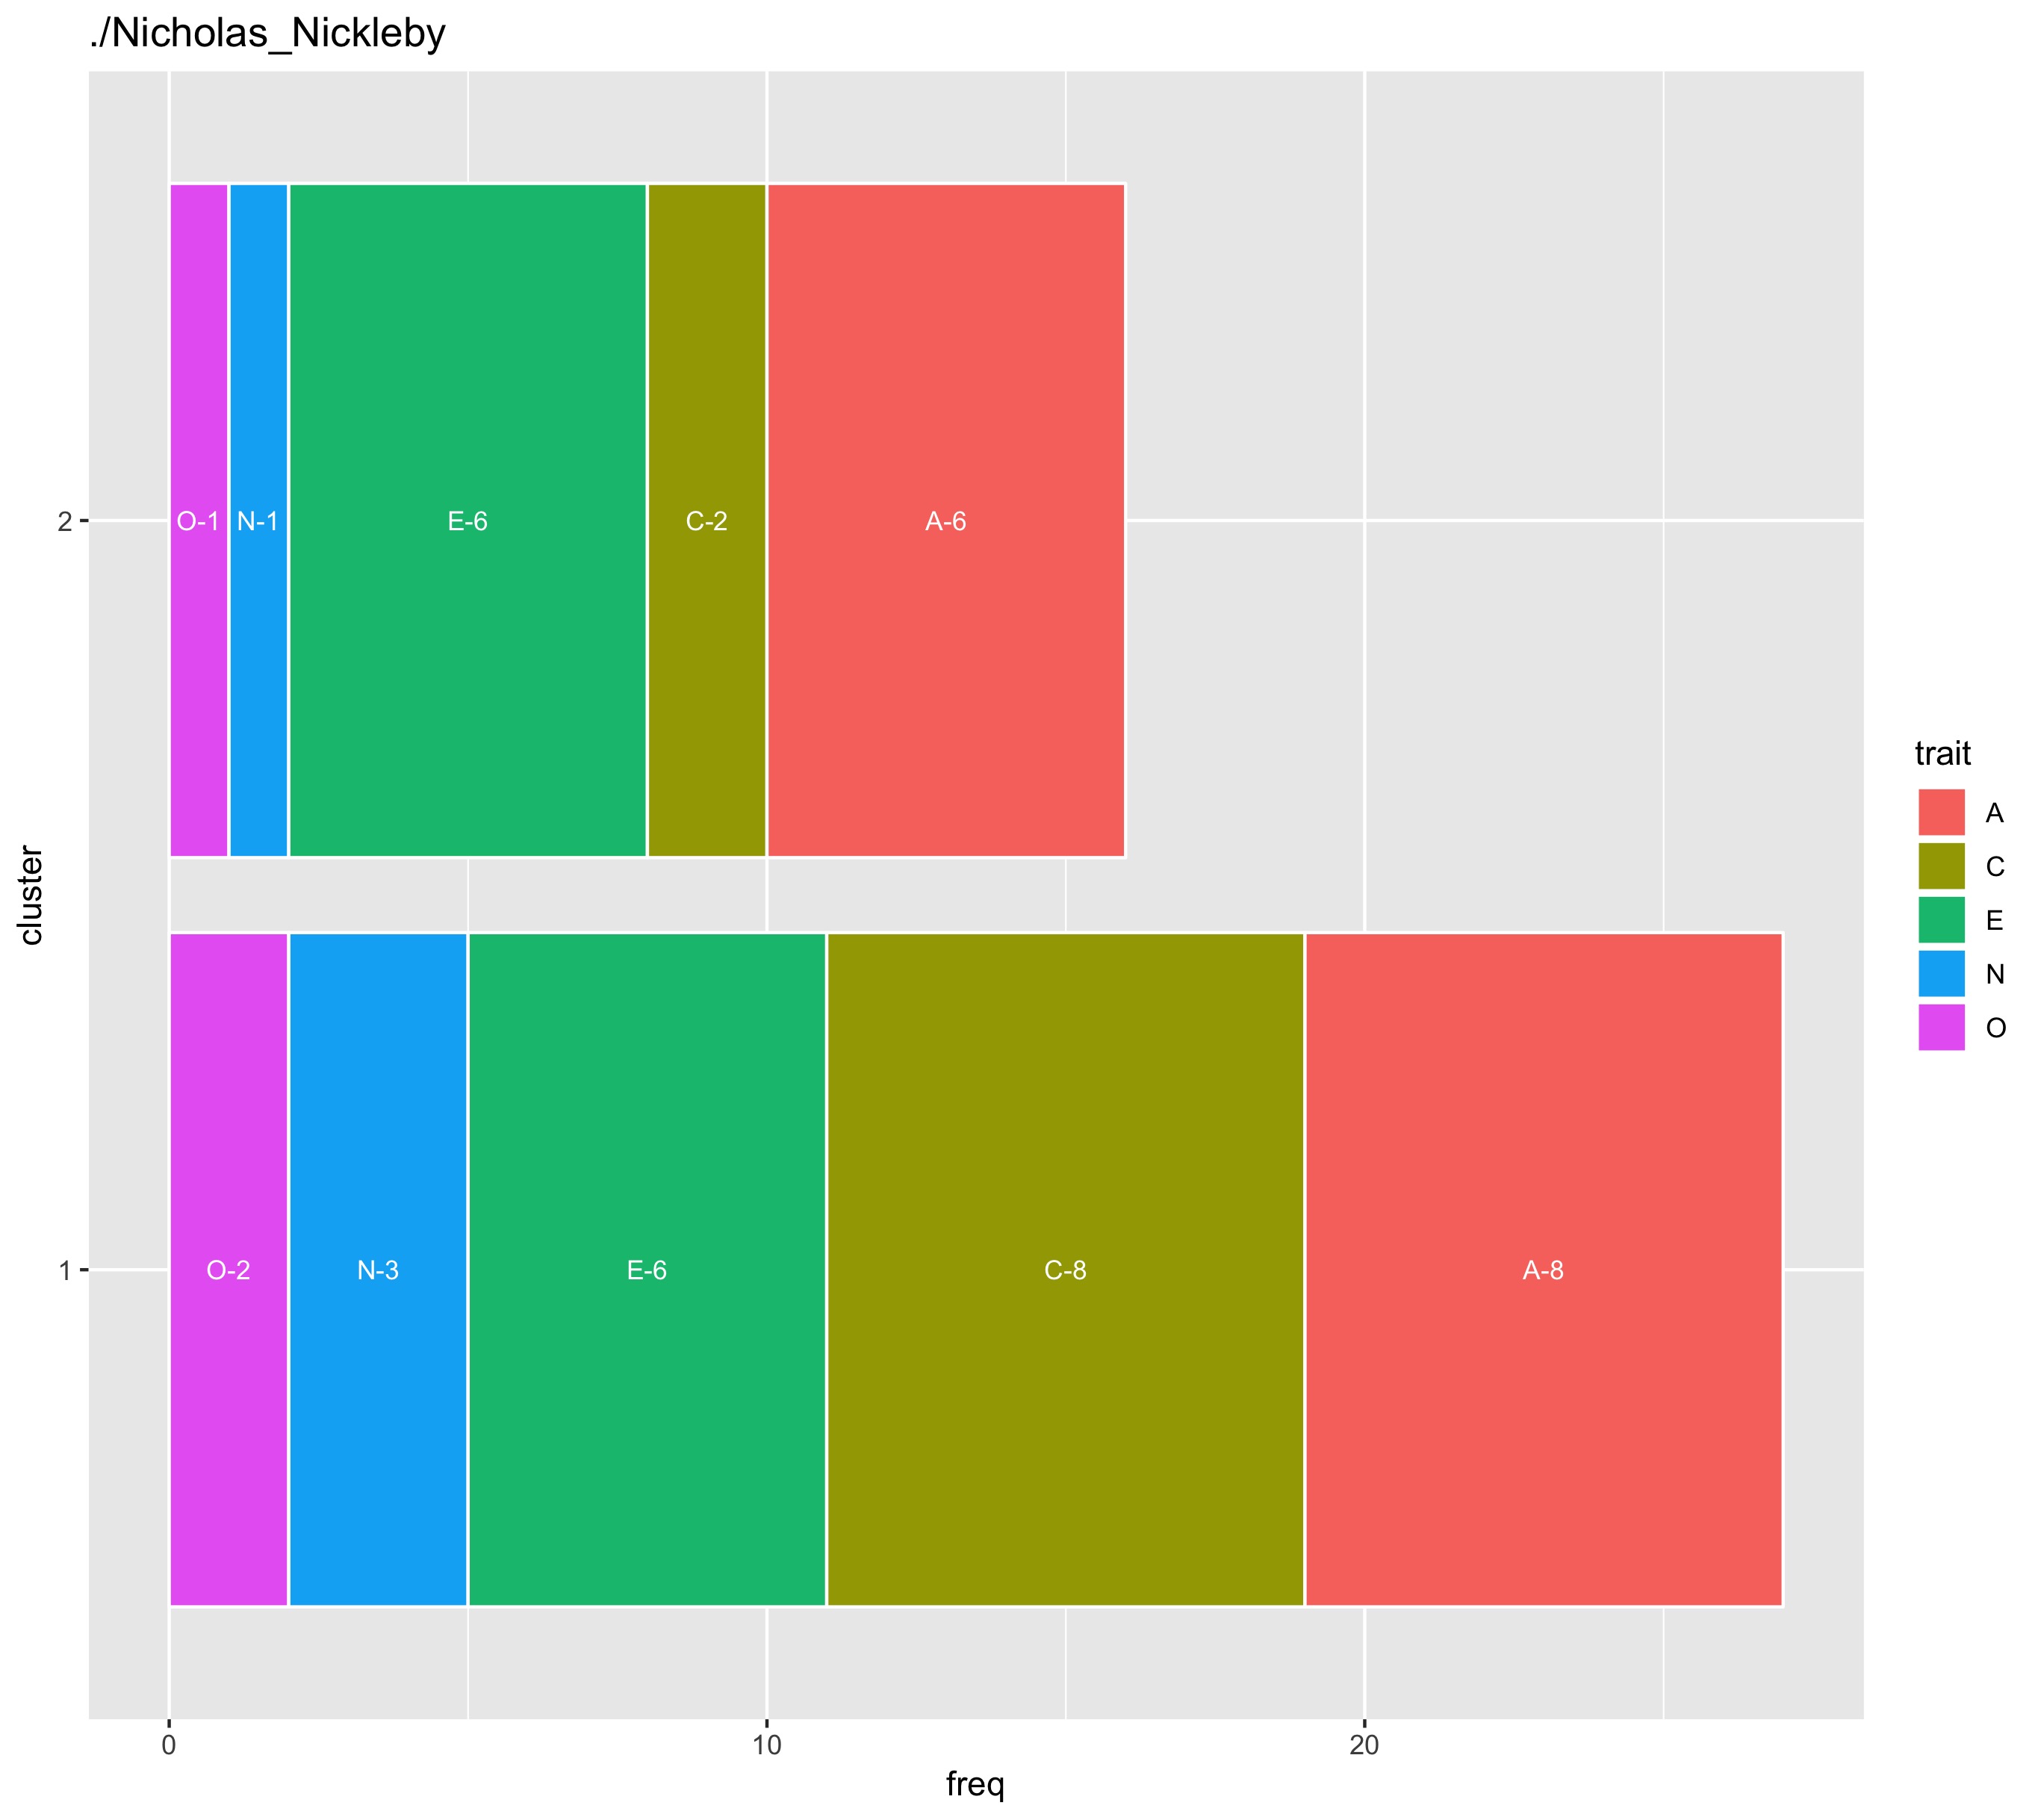 ./Nicholas_Nickleby
cluster
2
O-1 N-1 E-6 C-2 A-6
1
O-2 N-3 E-6 C-8 A-8
0 10 20
freq
trait
A
C
E
N
O